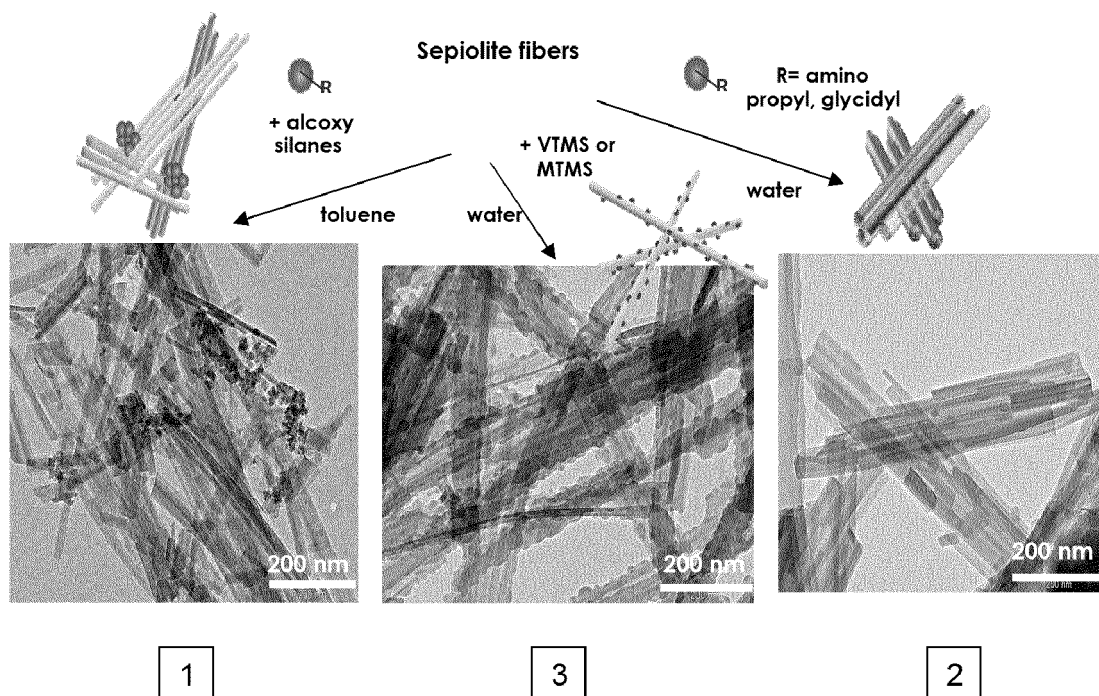 Sepiolite fibers
R
+ alcoxy
silanes
R
R= amino
propyl, glycidyl
+ VTMS or
MTMS
toluene
water
water
200 nm
200 nm
200 nm
1
3
2